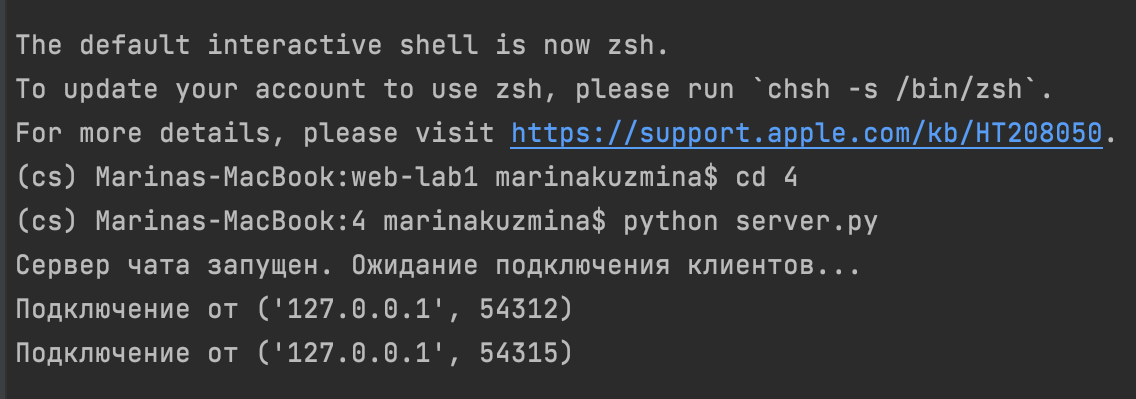 The default interactive shell is now zsh.
To update your account to use zsh, please run `chsh -s /bin/zsh`.
For more details, please visit https://support.apple.com/kb/HT208050.
(cs) Marinas-MacBook:web-lab1 marinakuzmina$ cd 4
(cs) Marinas-MacBook:4 marinakuzmina$ python server.py
Сервер чата запущен. Ожидание подключения клиентов...
Подключение от ('127.0.0.1', 54312)
Подключение от ('127.0.0.1', 54315)